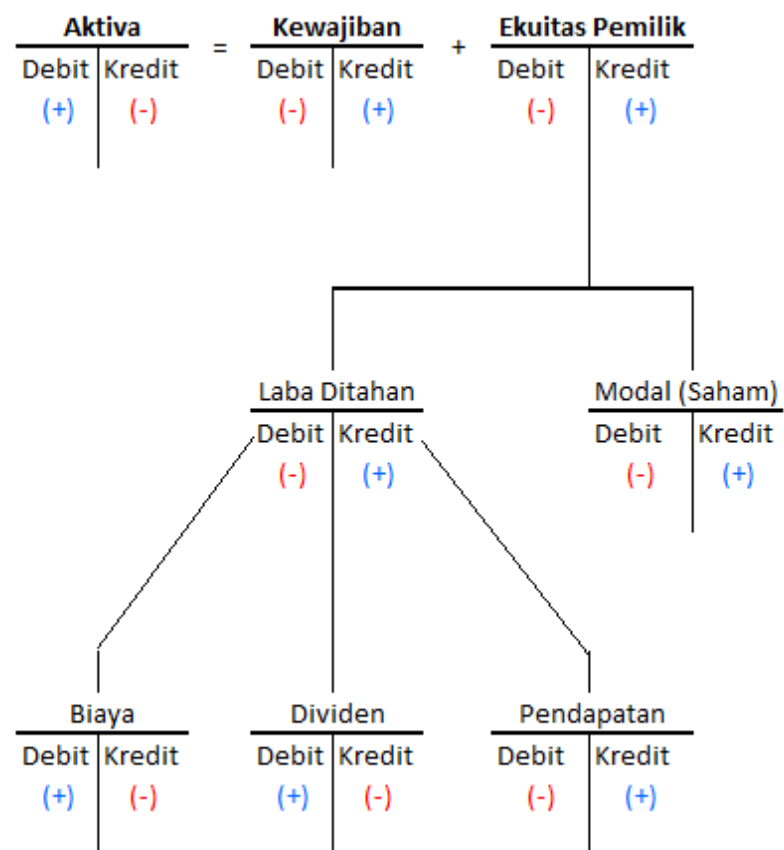 Aktiva = Kewajiban + Ekuitas Pemilik
Debit Kredit Debit Kredit Debit Kredit
(+) (-) (-) (+) (-) (+)
Laba Ditahan Modal (Saham)
Debit Kredit Debit Kredit
(-) (+) (-) (+)
Biaya Dividen Pendapatan
Debit Kredit Debit Kredit Debit Kredit
(+) (-) (+) (-) (-) (+)